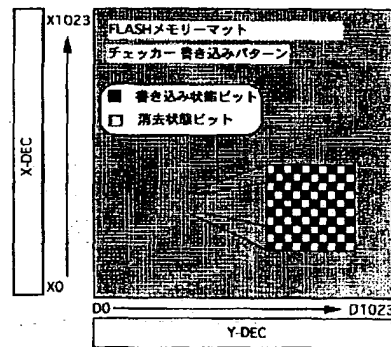 X1023
FLASHメモリーマット
チェッカー 書き込みパターン
書き込み状態ビット
消去状態ビット
X-DEC
X0
D0
D1023
Y-DEC